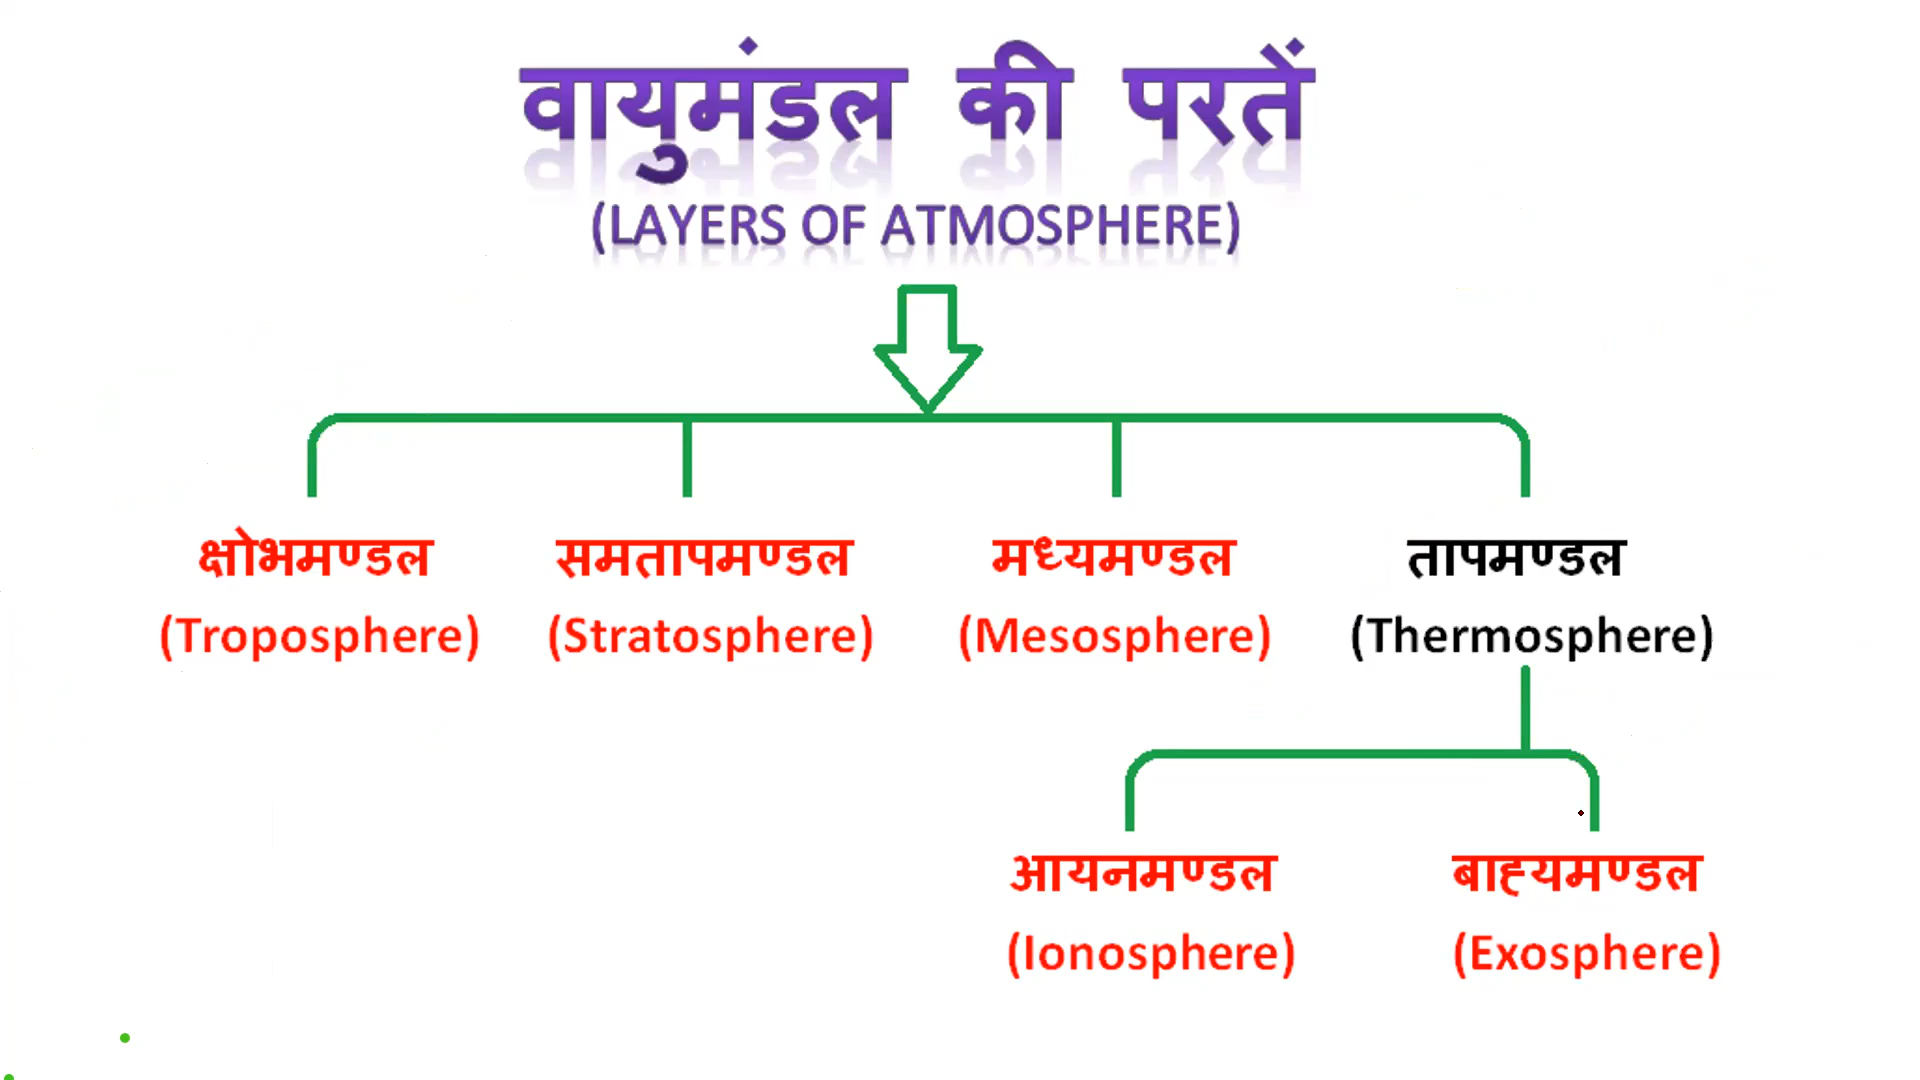 वायुमंडल की परतें
(LAYERS OF ATMOSPHERE)
क्षोभमण्डल
(Troposphere)
समतापमण्डल
(Stratosphere)
मध्यमण्डल
(Mesosphere)
तापमण्डल
(Thermosphere)
आयनमण्डल
(Ionosphere)
बाह्यमण्डल
(Exosphere)